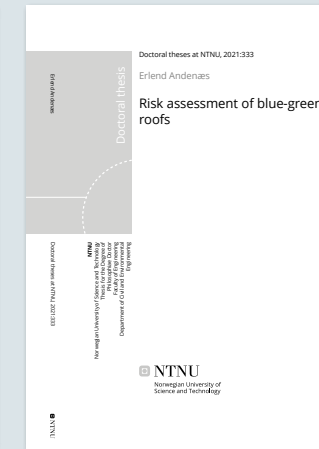 Doctoral theses at NTNU, 2021:333
Erlend Andenæs
Risk assessment of blue-green
roofs
Doctoral thesis
Erlend Andenæs
Doctoral theses at NTNU, 2021:333
NTNU
Norwegian University of Science and Technology
Thesis for the Degree of
Philosophiae Doctor
Faculty of Engineering
Department of Civil and Environmental
Engineering
NTNU
Norwegian University of
Science and Technology
NTNU